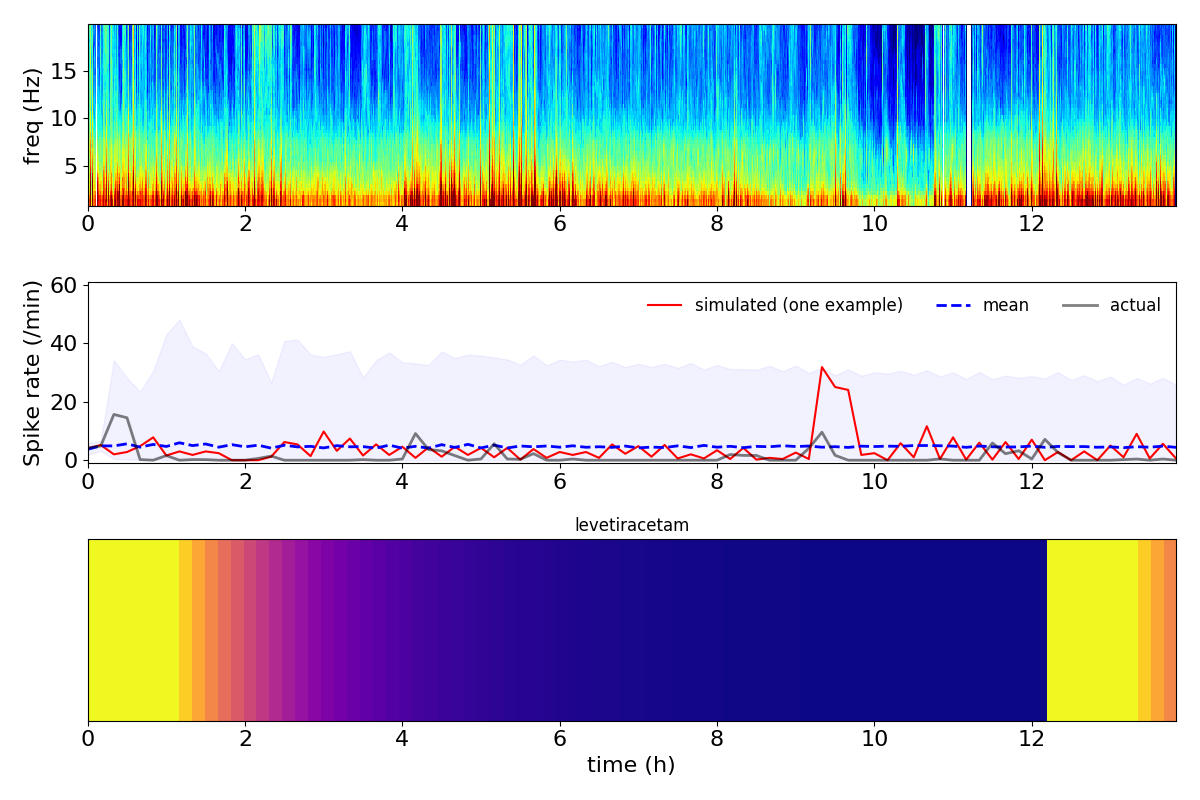 freq (Hz)
15
10
5
0 2 4 6 8 10 12
Spike rate (/min)
60
40
20
0
simulated (one example) mean actual
0 2 4 6 8 10 12
levetiracetam
0 2 4 6 8 10 12
time (h)